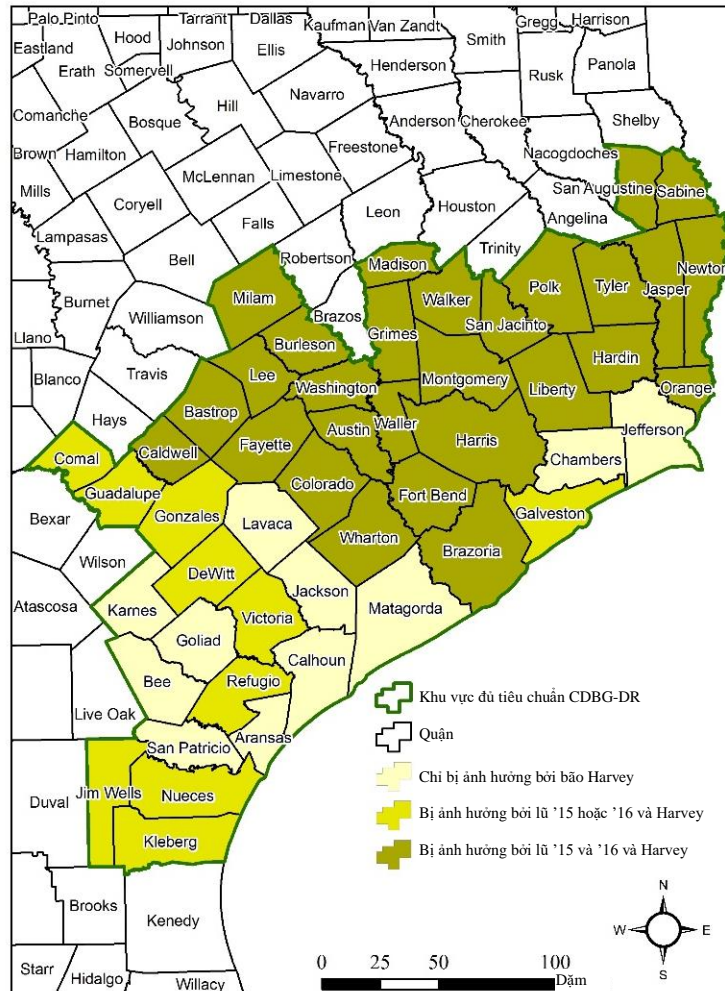 Palo Pinto
Tarrant
Dallas
Kaufman
Van Zandt
Gregg
Harrison
Eastland
Hood
Johnson
Ellis
Smith
Erath
Somervell
Henderson
Rusk
Panola
Comanche
Bosque
Hill
Navarro
Anderson
Cherokee
Shelby
Brown
Hamilton
Freestone
Nacogdoches
Mills
McLennan
Limestone
San Augustine
Sabine
Coryell
Leon
Houston
Angelina
Lampasas
Falls
Trinity
Bell
Robertson
Madison
Newton
Burnet
Milam
Walker
Polk
Tyler
Jasper
Llano
Williamson
Brazos
Grimes
San Jacinto
Burleson
Hardin
Blanco
Travis
Lee
Washington
Montgomery
Liberty
Orange
Hays
Bastrop
Austin
Waller
Jefferson
Comal
Caldwell
Fayette
Harris
Chambers
Guadalupe
Colorado
Fort Bend
Bexar
Gonzales
Lavaca
Galveston
Wilson
Wharton
Brazoria
DeWitt
Atascosa
Jackson
Karnes
Victoria
Matagorda
Goliad
Calhoun
Bee
Refugio
Live Oak
Aransas
San Patricio
Duval
Jim Wells
Nueces
Kleberg
Brooks
Kenedy
Starr
Hidalgo
Willacy
Khu vực đủ tiêu chuẩn CDBG-DR
Quận
Chỉ bị ảnh hưởng bởi bão Harvey
Bị ảnh hưởng bởi lũ ’15 hoặc ’16 và Harvey
Bị ảnh hưởng bởi lũ ’15 và ’16 và Harvey
N
W E
S
0 25 50 100
Dặm